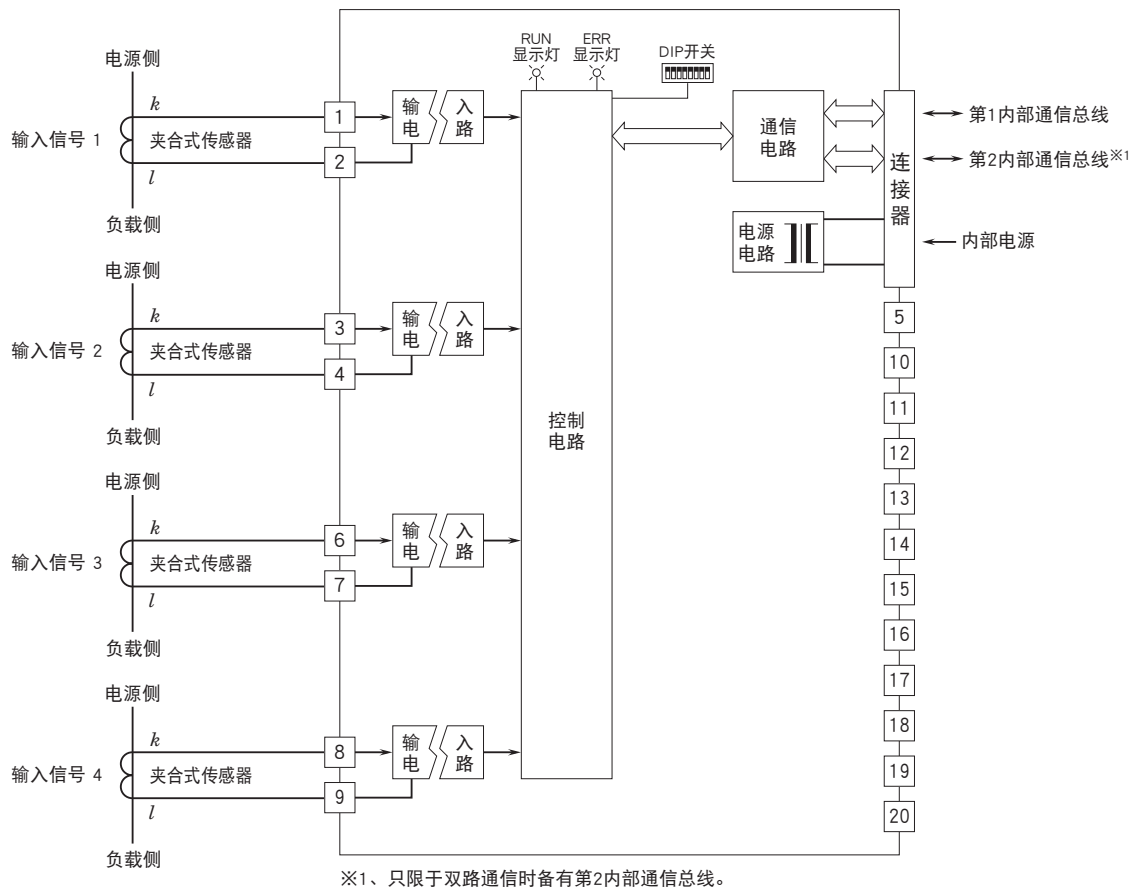 RUN
显示灯
ERR
显示灯
DIP开关
电源侧
k
输入信号 1
夹合式传感器
l
负载侧
1
2
输入
电路
通信
电路
连接器
第1内部通信总线
第2内部通信总线※1
电源
电路
内部电源
电源侧
k
输入信号 2
夹合式传感器
l
负载侧
3
4
输入
电路
控制
电路
电源侧
k
输入信号 3
夹合式传感器
l
负载侧
6
7
输入
电路
电源侧
k
输入信号 4
夹合式传感器
l
负载侧
8
9
输入
电路
5
10
11
12
13
14
15
16
17
18
19
20
※1、只限于双路通信时备有第2内部通信总线。